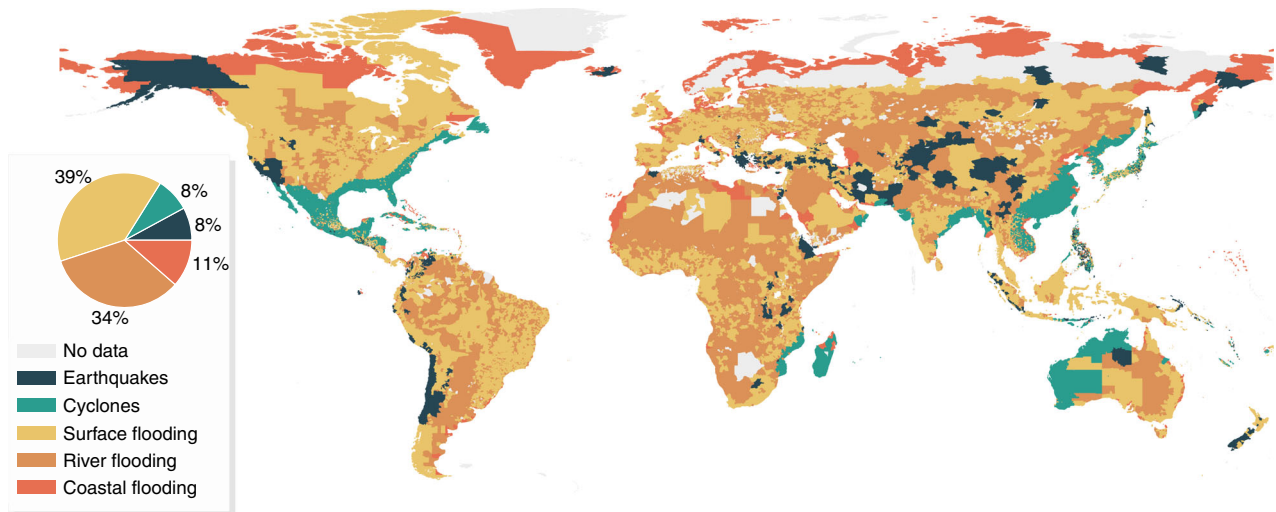 39%
8%
8%
11%
34%
No data
Earthquakes
Cyclones
Surface flooding
River flooding
Coastal flooding